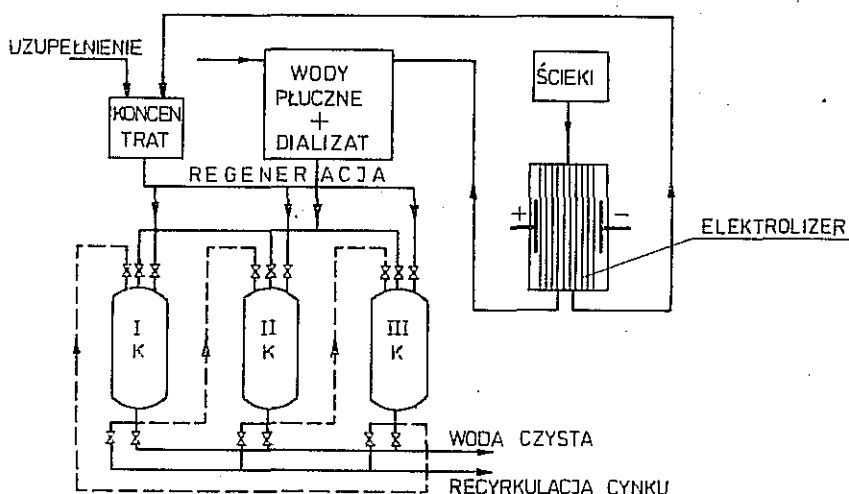 UZUPEŁNIENIE
KONCEN
TRAT
WODY
PŁUCZNE
+
DIALIZAT
ŚCIEKI
REGENERACJA
+ −
ELEKTROLIZER
I
K
II
K
III
K
WODA CZYSTA
RECYRKULACJA CYNKU